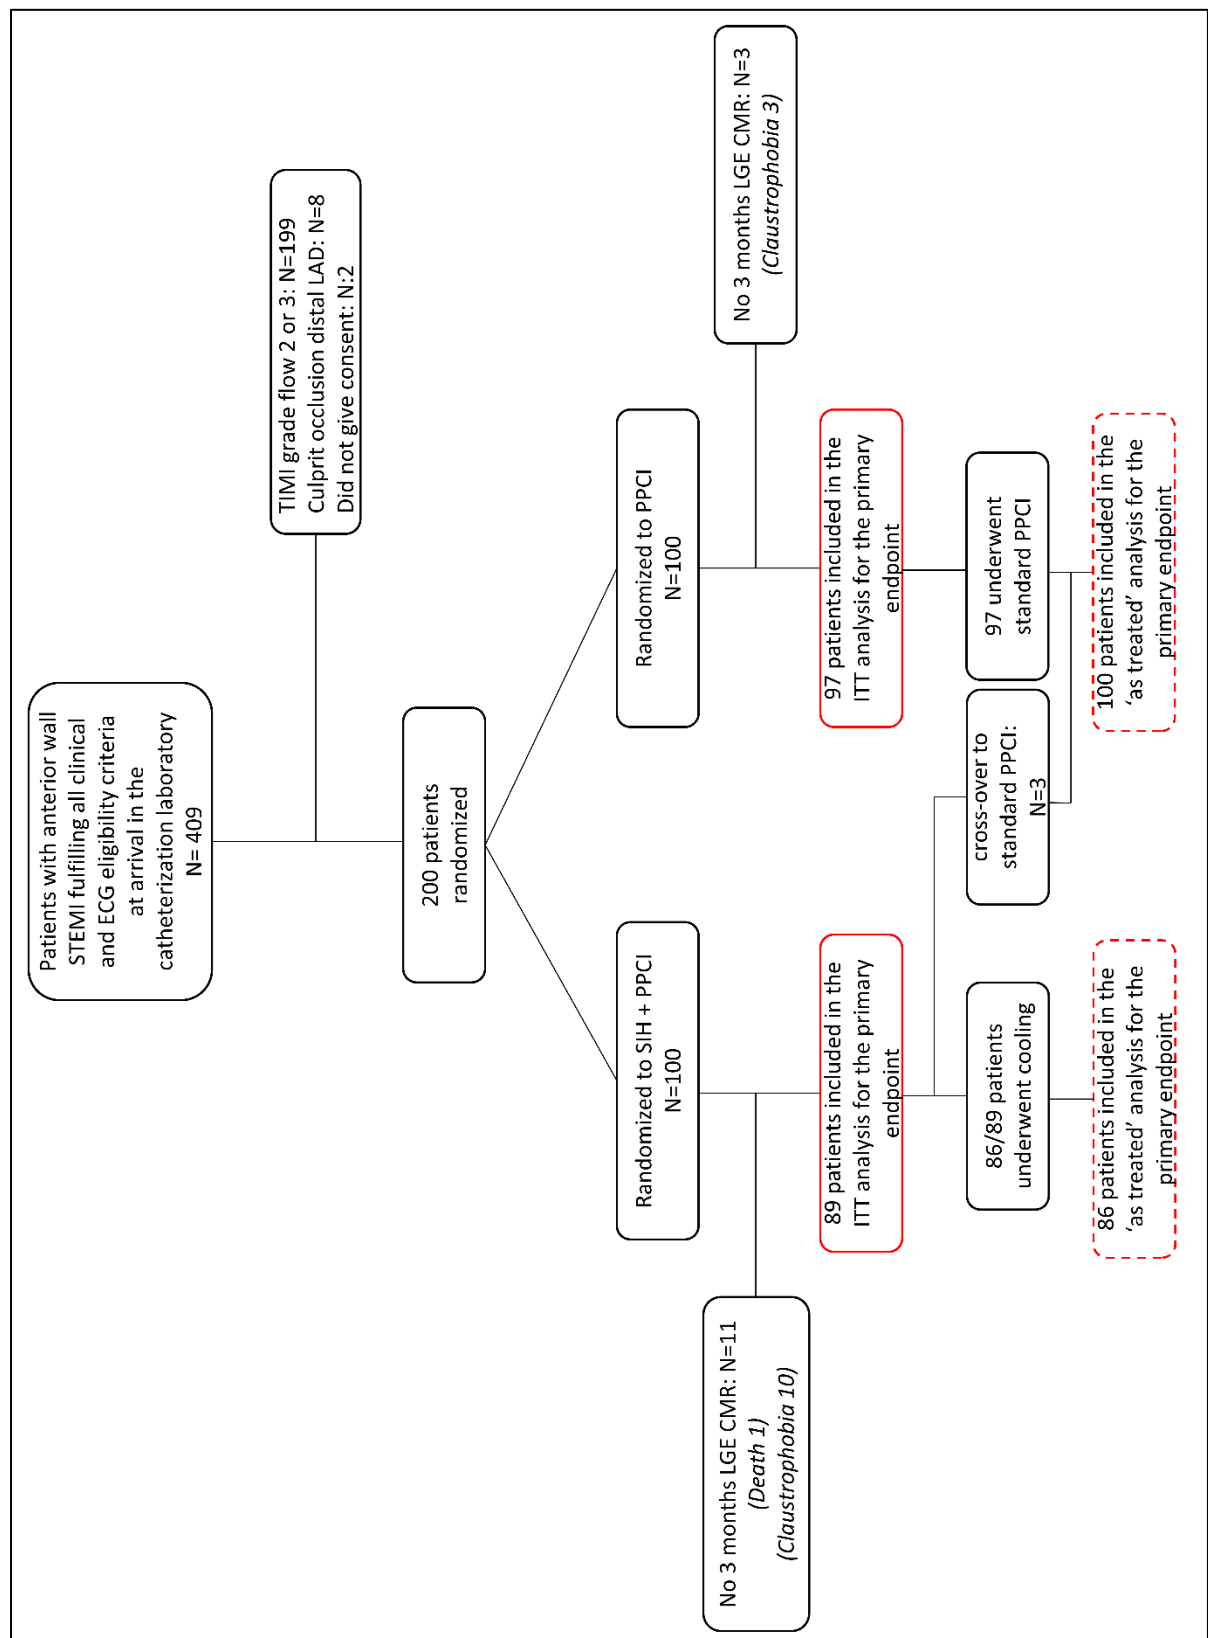 Patients with anterior wall
STEMI fulfilling all clinical
and ECG eligibility criteria
at arrival in the
catheterization laboratory
N= 409
TIMI grade flow 2 or 3: N=199
Culprit occlusion distal LAD: N=8
Did not give consent: N:2
200 patients
randomized
Randomized to SIH + PPCI
N=100
Randomized to PPCI
N=100
No 3 months LGE CMR: N=11
(Death 1)
(Claustrophobia 10)
No 3 months LGE CMR: N=3
(Claustrophobia 3)
89 patients included in the
ITT analysis for the primary
endpoint
97 patients included in the
ITT analysis for the primary
endpoint
86/89 patients
underwent cooling
cross-over to
standard PPCI:
N=3
97 underwent
standard PPCI
86 patients included in the
‘as treated’ analysis for the
primary endpoint
100 patients included in the
‘as treated’ analysis for the
primary endpoint